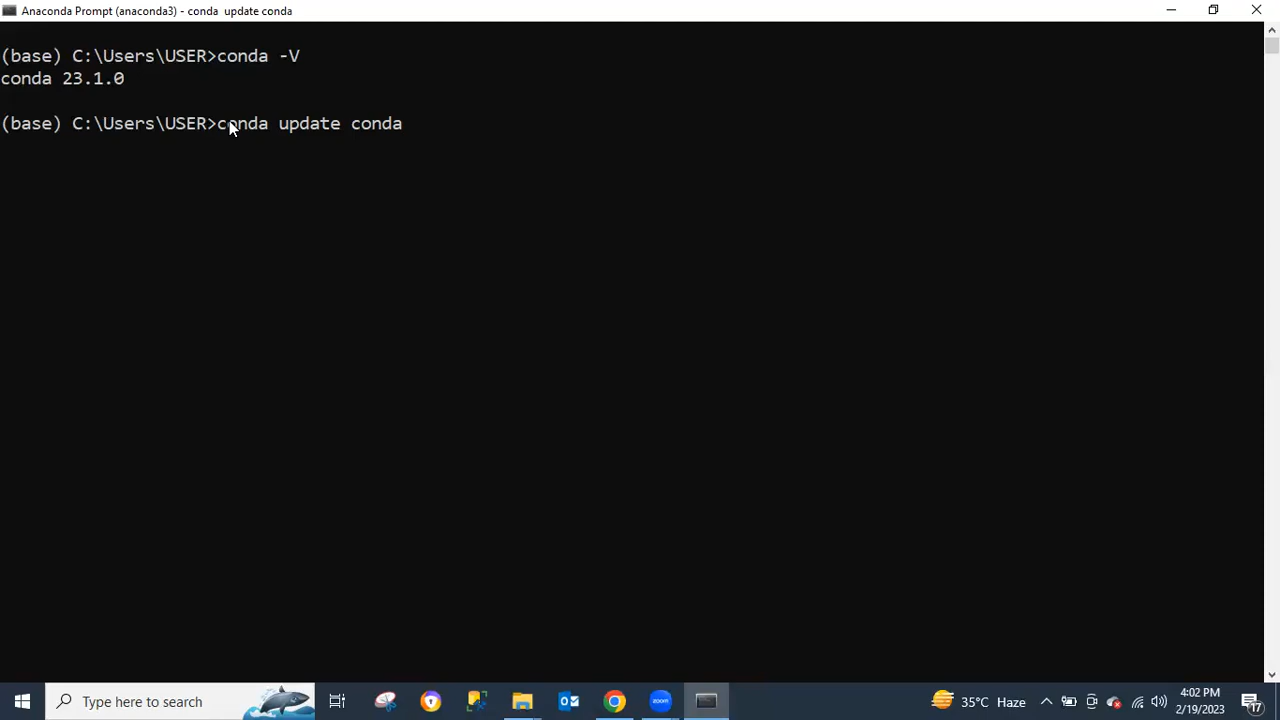 Anaconda Prompt (anaconda3) - conda  update conda
(base) C:\Users\USER>conda -V
conda 23.1.0
(base) C:\Users\USER>conda update conda
Type here to search
zoom
35°C Haze
4:02 PM
2/19/2023
17